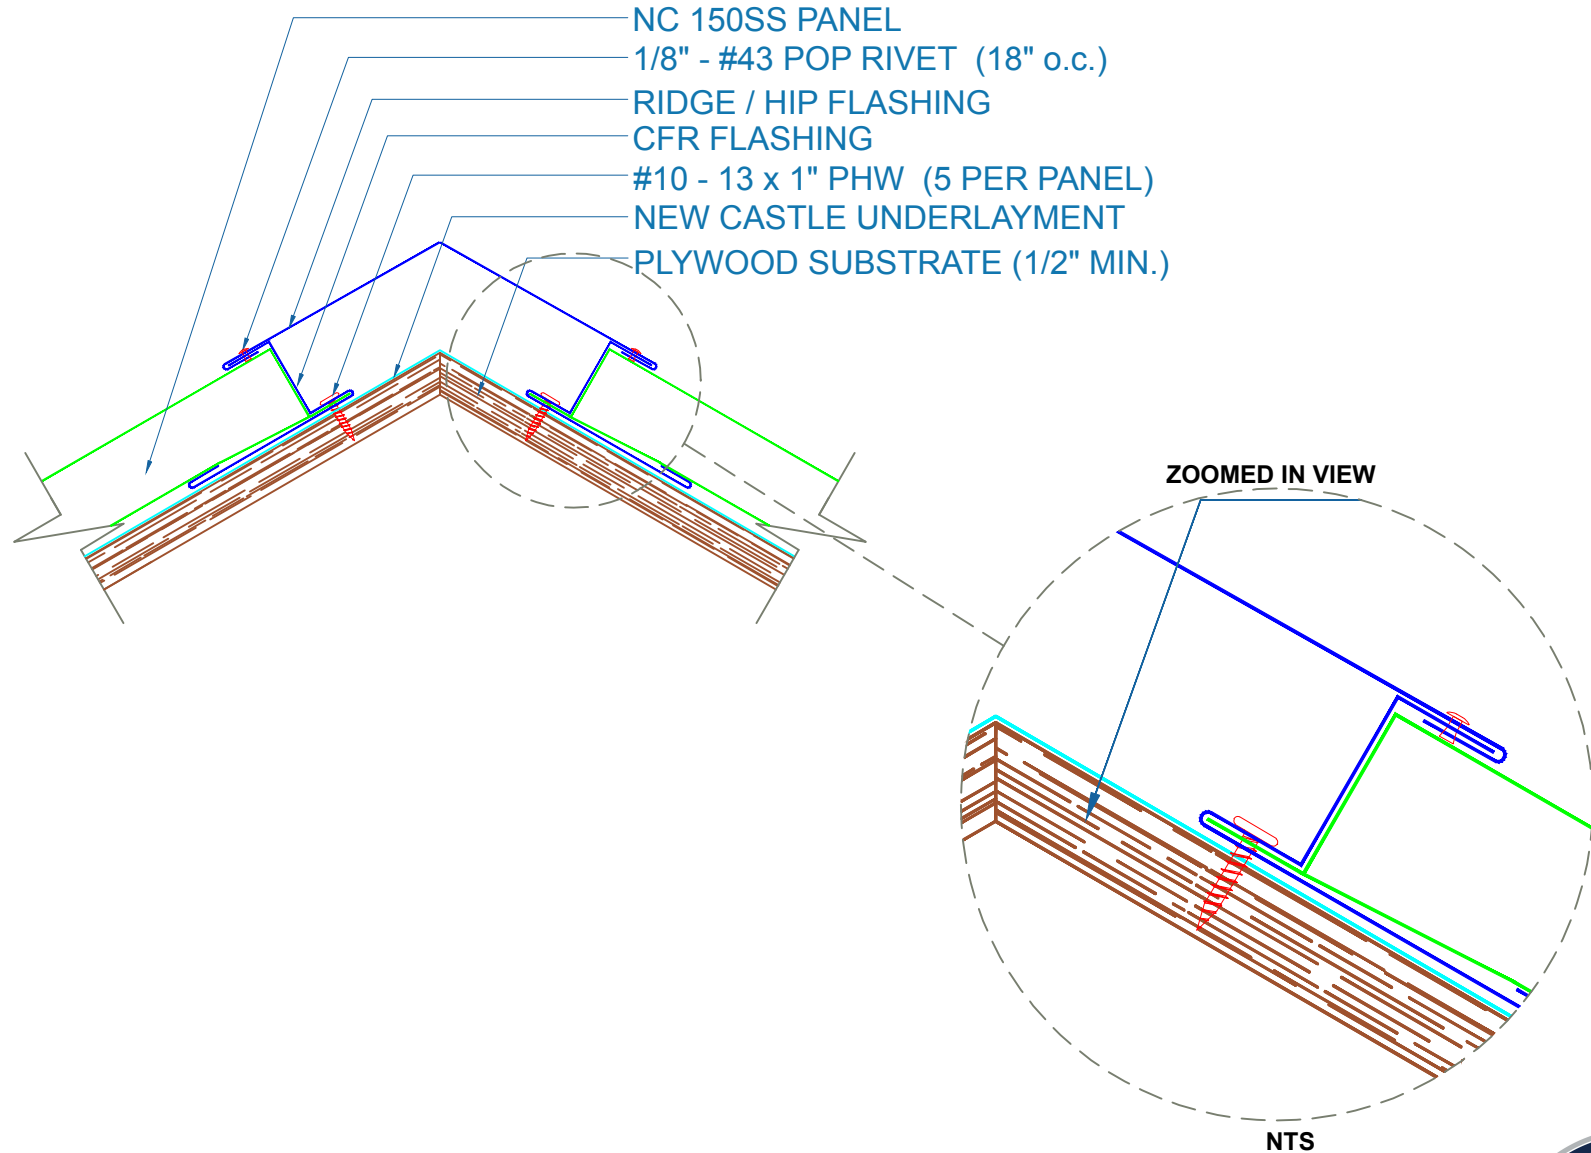 NC 150SS PANEL
1/8" - #43 POP RIVET (18" o.c.)
RIDGE / HIP FLASHING
CFR FLASHING
#10 - 13 x 1" PHW (5 PER PANEL)
NEW CASTLE UNDERLAYMENT
PLYWOOD SUBSTRATE (1/2" MIN.)
ZOOMED IN VIEW
NTS